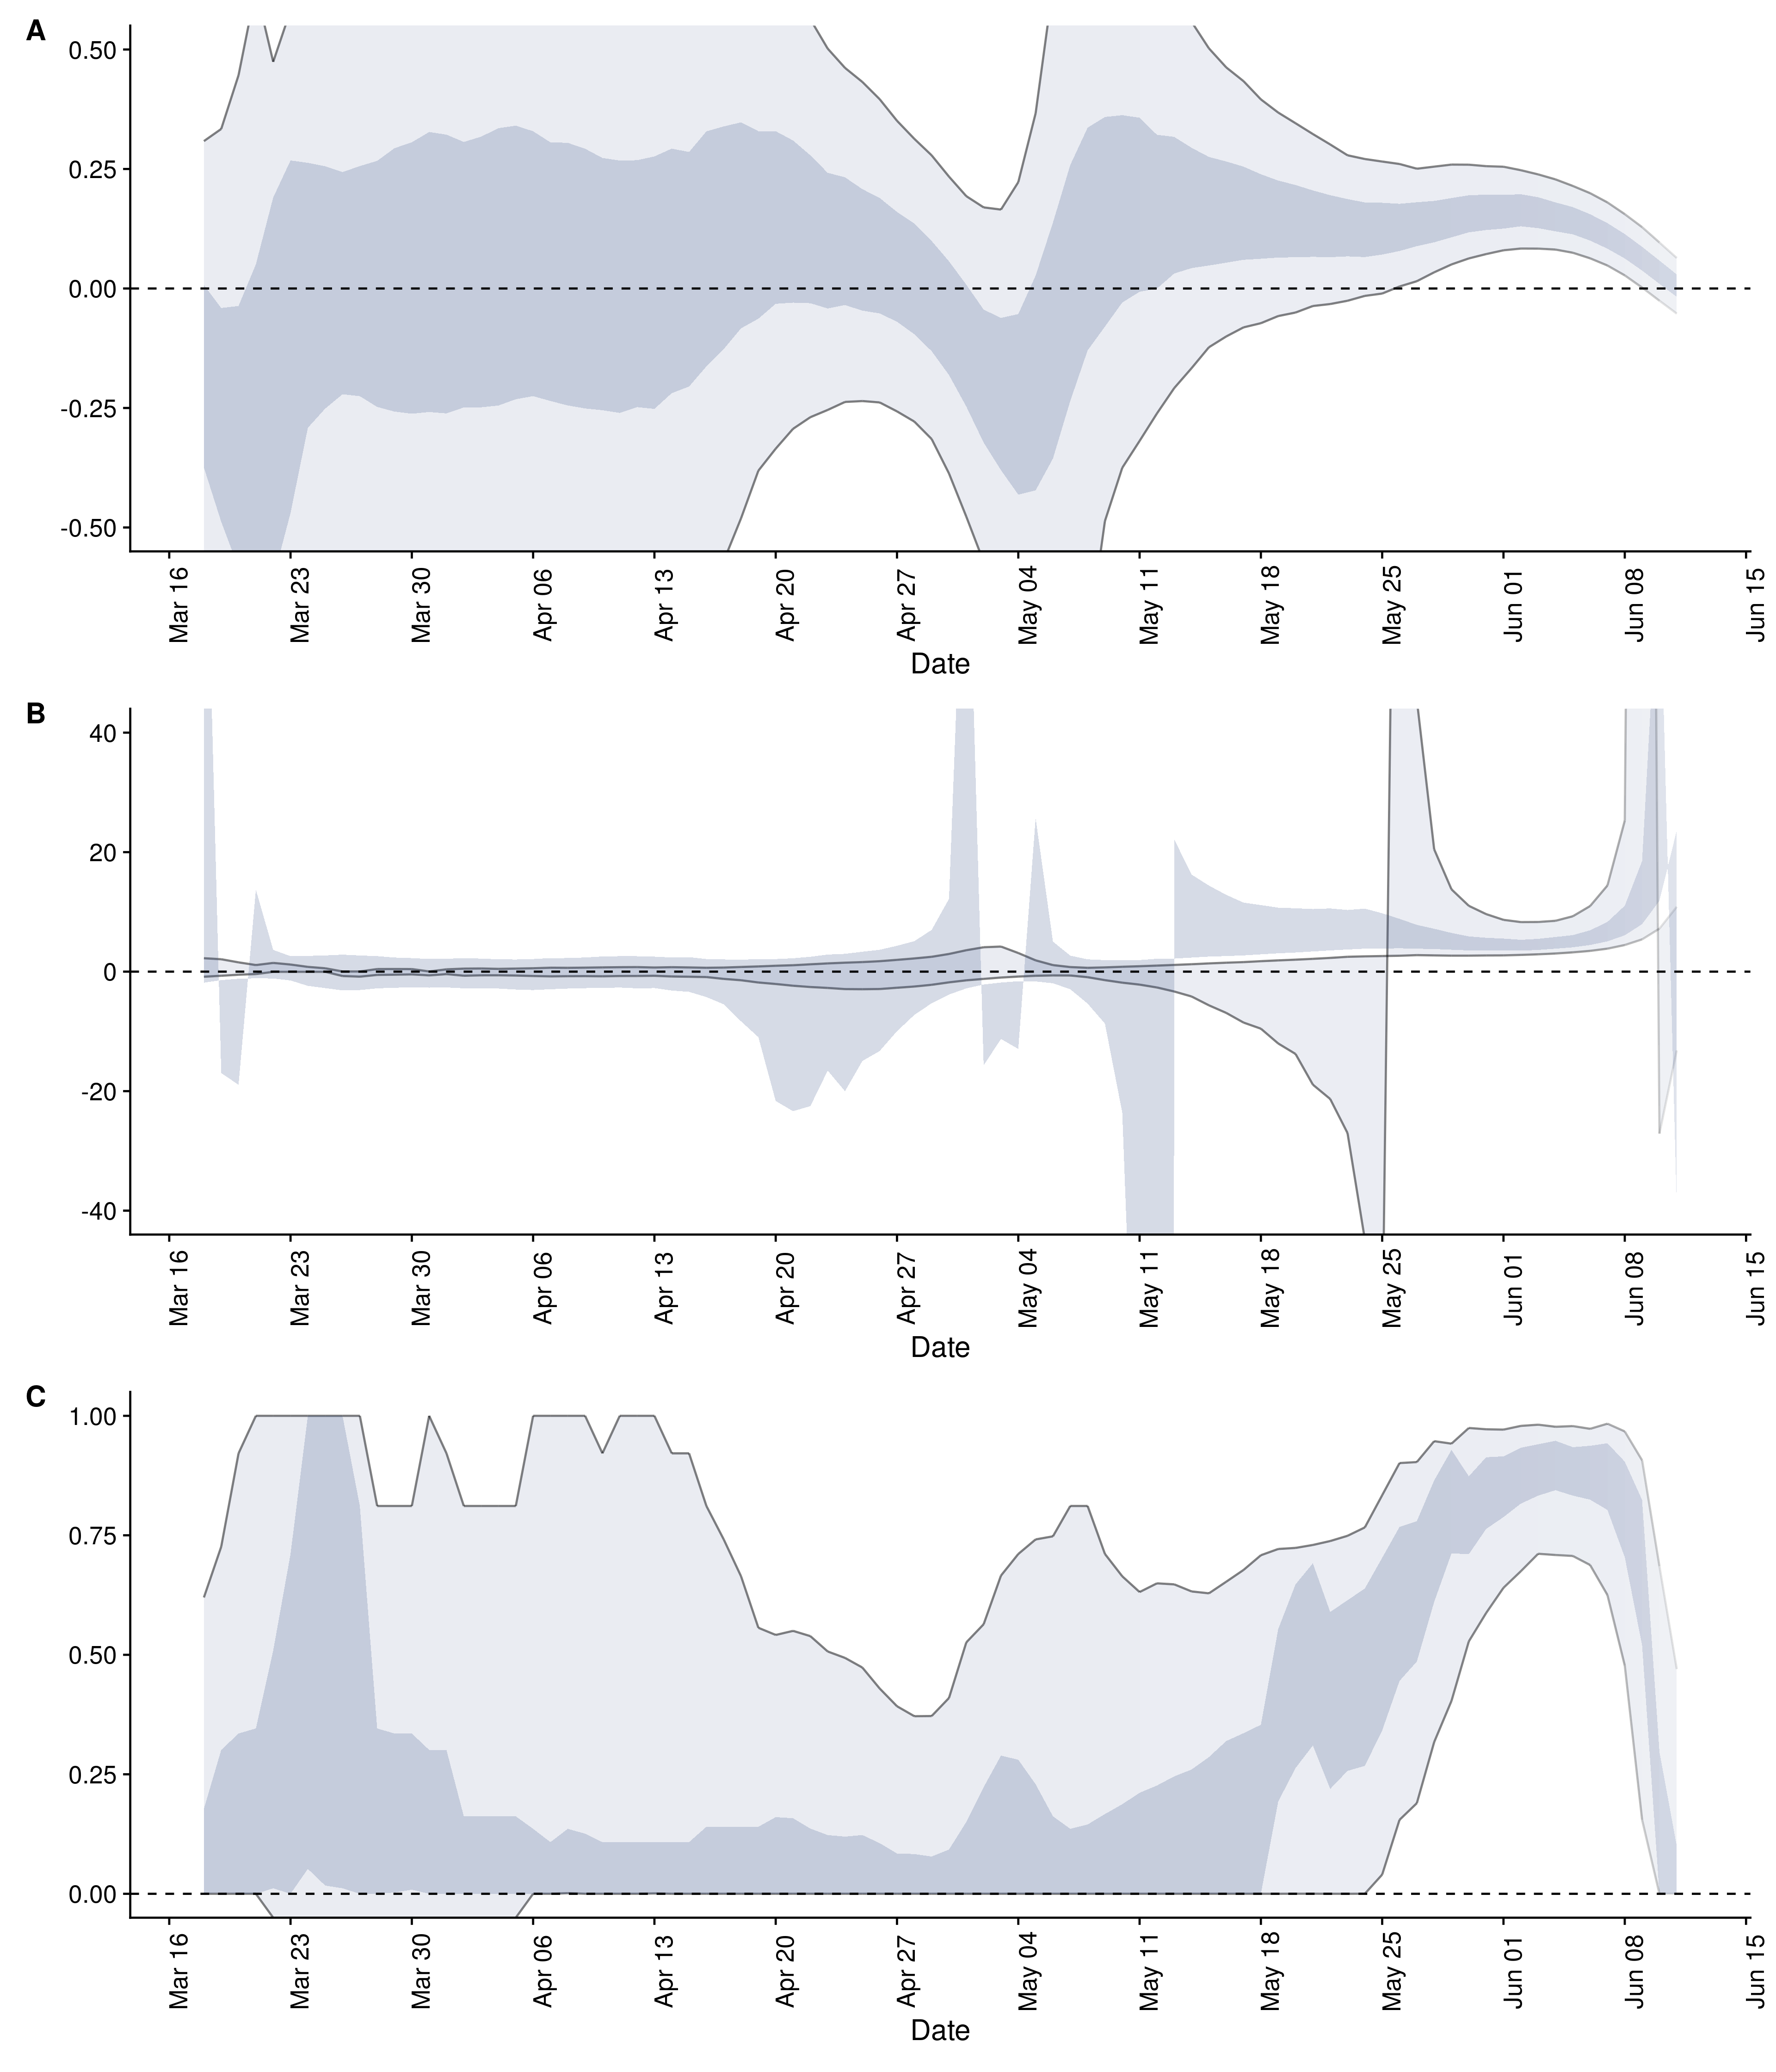 A
0.50
0.25
0.00
-0.25
-0.50
Mar 16
Mar 23
Mar 30
Apr 06
Apr 13
Apr 20
Apr 27
May 04
May 11
May 18
May 25
Jun 01
Jun 08
Jun 15
Date
B
40
20
0
-20
-40
Mar 16
Mar 23
Mar 30
Apr 06
Apr 13
Apr 20
Apr 27
May 04
May 11
May 18
May 25
Jun 01
Jun 08
Jun 15
Date
C
1.00
0.75
0.50
0.25
0.00
Mar 16
Mar 23
Mar 30
Apr 06
Apr 13
Apr 20
Apr 27
May 04
May 11
May 18
May 25
Jun 01
Jun 08
Jun 15
Date